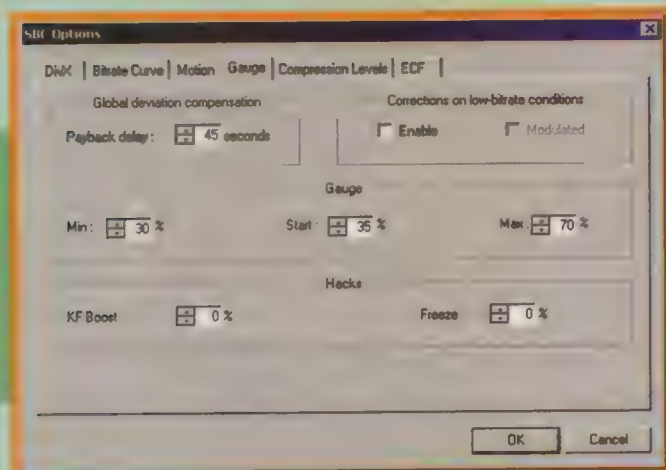 SBC Options
DivX | Bitrate Curve | Motion | Gauge | Compression Levels | ECF |
Global deviation compensation
Corrections on low-bitrate conditions
Payback delay : 45 seconds
Enable
Modulated
Gauge
Min : 30 %
Start : 35 %
Max : 70 %
Hacks
KF Boost 0 %
Freeze 0 %
OK
Cancel